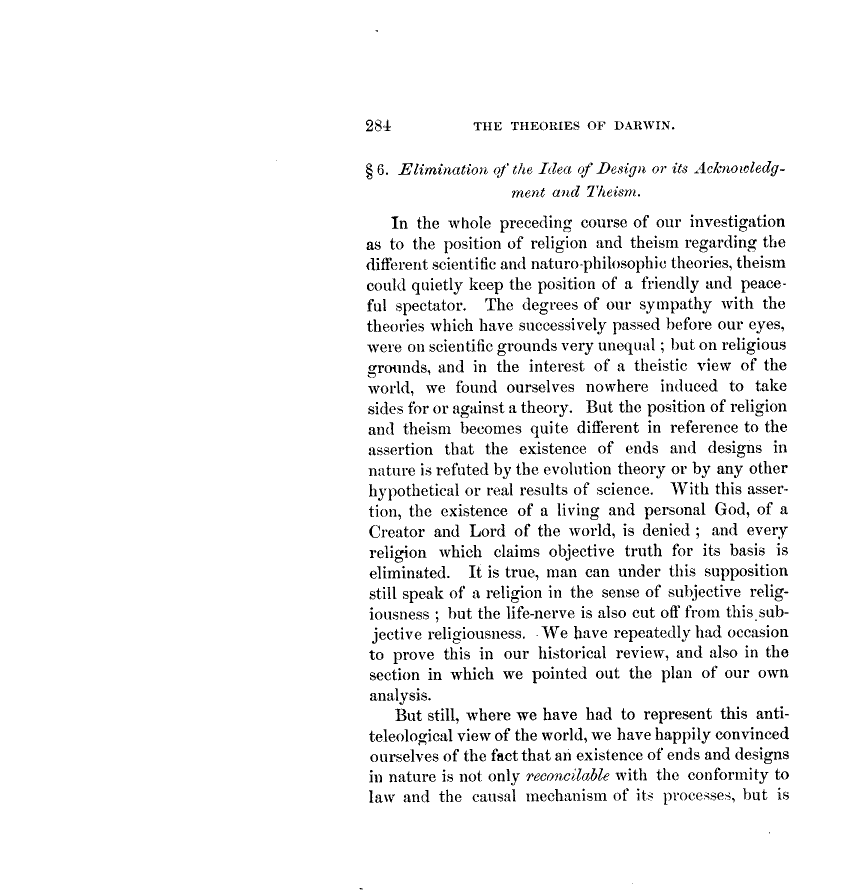 284 THE THEORIES OF DARWIN.
§ 6. Elimination of the Idea of Design or its Acknowledg-
ment and Theism.
In the whole preceding course of our investigation
as to the position of religion and theism regarding the
different scientific and naturo-philosophic theories, theism
could quietly keep the position of a friendly and peace-
ful spectator. The degrees of our sympathy with the
theories which have successively passed before our eyes,
were on scientific grounds very unequal ; but on religious
grounds, and in the interest of a theistic view of the
world, we found ourselves nowhere induced to take
sides for or against a theory. But the position of religion
and theism becomes quite different in reference to the
assertion that the existence of ends and designs in
nature is refuted by the evolution theory or by any other
hypothetical or real results of science. With this asser-
tion, the existence of a living and personal God, of a
Creator and Lord of the world, is denied ; and every
religion which claims objective truth for its basis is
eliminated. It is true, man can under this supposition
still speak of a religion in the sense of subjective relig-
iousness ; but the life-nerve is also cut off from this sub-
jective religiousness. We have repeatedly had occasion
to prove this in our historical review, and also in the
section in which we pointed out the plan of our own
analysis.
But still, where we have had to represent this anti-
teleological view of the world, we have happily convinced
ourselves of the fact that an existence of ends and designs
in nature is not only reconcilable with the conformity to
law and the causal mechanism of its processes, but is